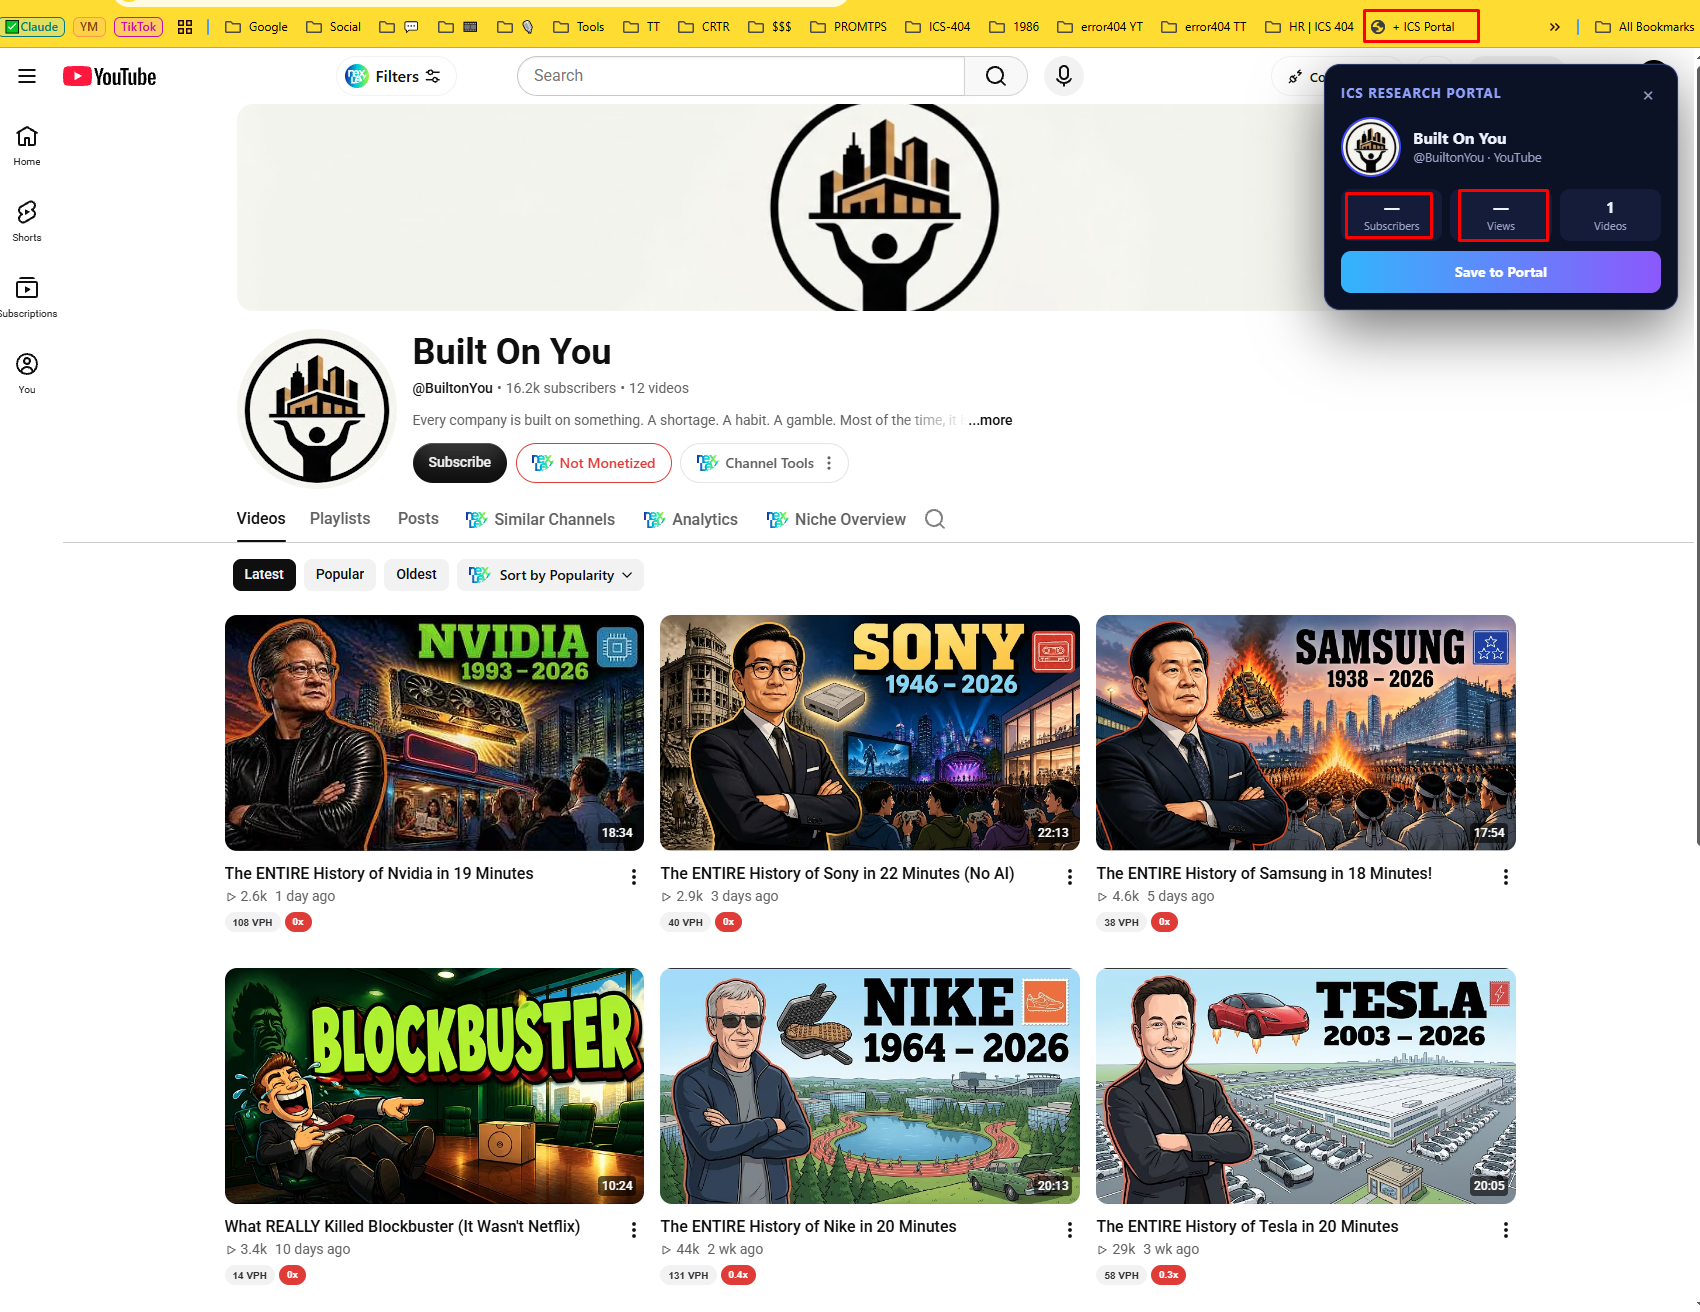 Claude YM TikTok Google Social Tools TT CRTR $$$ PROMTPS ICS-404 1986 error404 YT error404 TT HR | ICS 404 + ICS Portal » All Bookmarks
YouTube
Filters
Search
Co
ICS RESEARCH PORTAL
×
Built On You
@BuiltonYou · YouTube
— Subscribers
— Views
1 Videos
Save to Portal
Home
Shorts
Subscriptions
You
Built On You
@BuiltonYou • 16.2k subscribers • 12 videos
Every company is built on something. A shortage. A habit. A gamble. Most of the time, it ...more
Subscribe
nexLev Not Monetized
nexLev Channel Tools
Videos Playlists Posts Similar Channels Analytics Niche Overview
Latest Popular Oldest Sort by Popularity
NVIDIA
1993 – 2026
18:34
SONY
1946 – 2026
22:13
SAMSUNG
1938 – 2026
17:54
The ENTIRE History of Nvidia in 19 Minutes
2.6k 1 day ago
108 VPH 0x
The ENTIRE History of Sony in 22 Minutes (No AI)
2.9k 3 days ago
40 VPH 0x
The ENTIRE History of Samsung in 18 Minutes!
4.6k 5 days ago
38 VPH 0x
BLOCKBUSTER
10:24
NIKE
1964 – 2026
20:13
TESLA
2003 – 2026
20:05
What REALLY Killed Blockbuster (It Wasn't Netflix)
3.4k 10 days ago
14 VPH 0x
The ENTIRE History of Nike in 20 Minutes
44k 2 wk ago
131 VPH 0.4x
The ENTIRE History of Tesla in 20 Minutes
29k 3 wk ago
58 VPH 0.3x